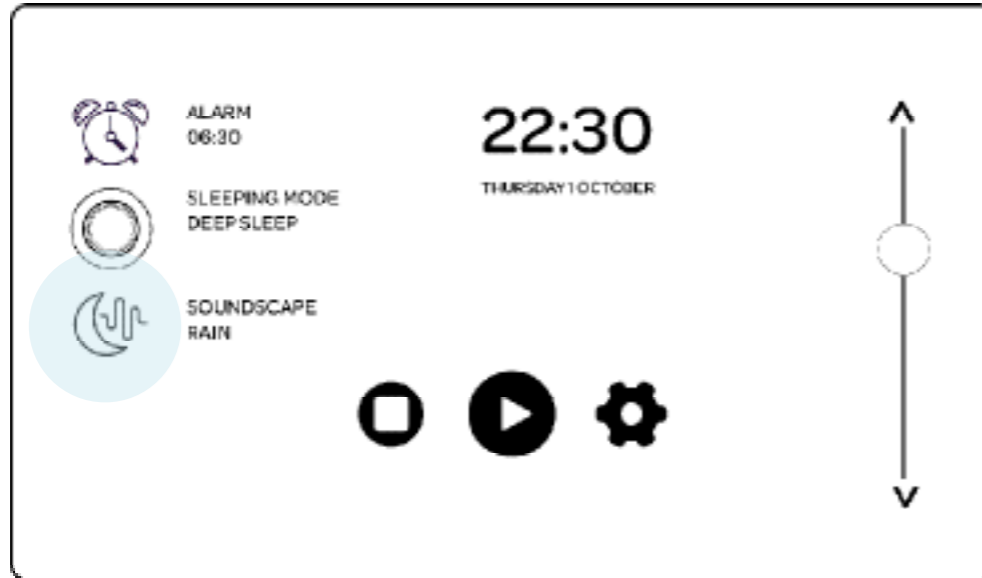 ALARM
06:30
SLEEPING MODE
DEEP SLEEP
SOUNDSCAPE
RAIN
22:30
THURSDAY 1 OCTOBER